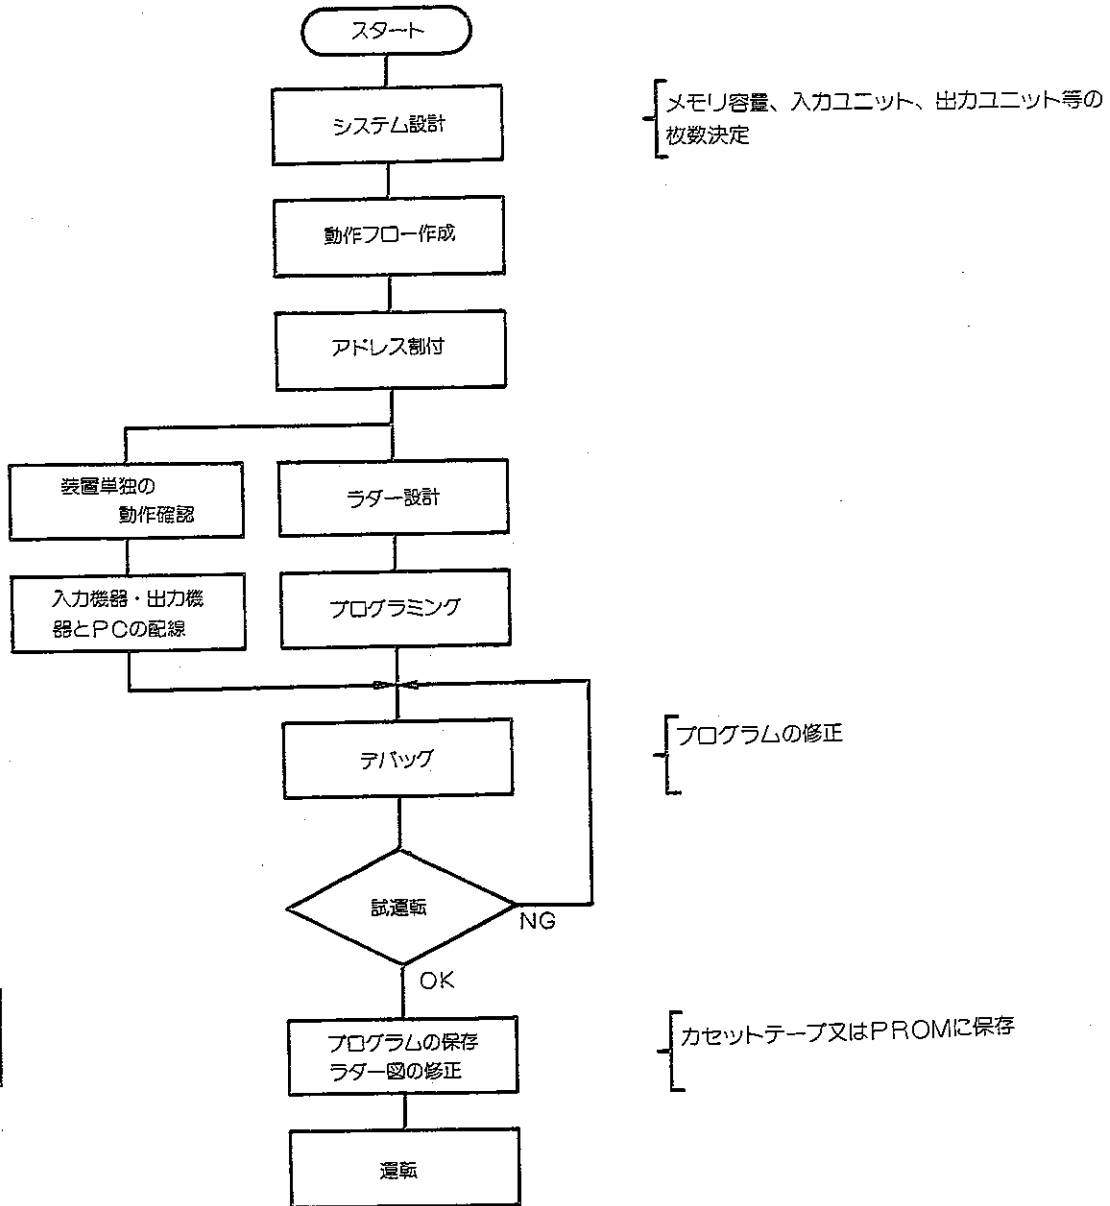 スタート
システム設計
メモリ容量、入力ユニット、出力ユニット等の
枚数決定
動作フロー作成
アドレス割付
装置単独の
動作確認
ラダー設計
入力機器・出力機
器とPCの配線
プログラミング
デバッグ
プログラムの修正
試運転
NG
OK
プログラムの保存
ラダー図の修正
カセットテープ又はPROMに保存
運転